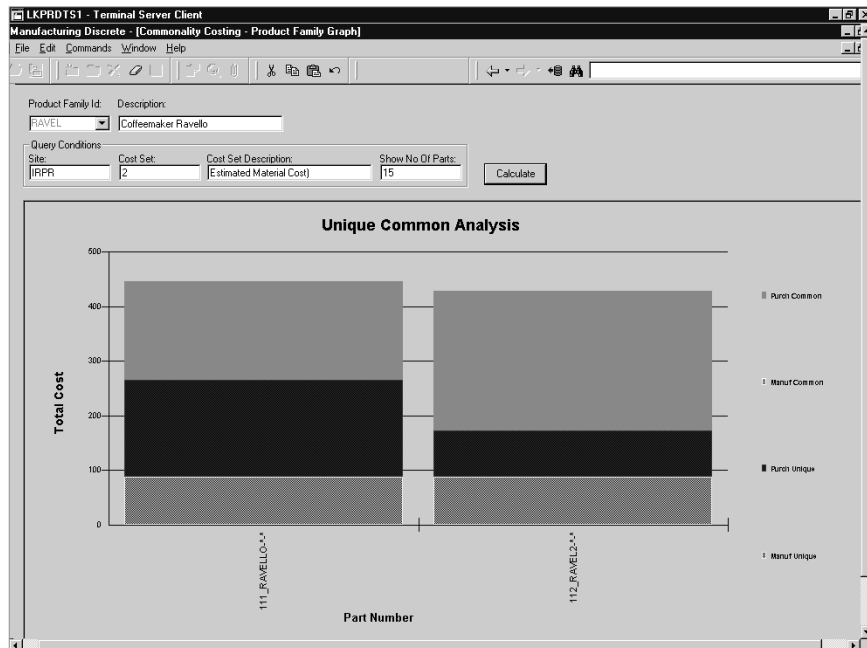 LKPRDTS1 - Terminal Server Client
Manufacturing Discrete - [Commonality Costing - Product Family Graph]
File Edit Commands Window Help
Product Family Id: Description:
RAVEL Coffeemaker Ravello
Query Conditions
Site: Cost Set: Cost Set Description: Show No Of Parts:
IRPR 2 Estimated Material Cost) 15
Calculate
Unique Common Analysis
500
400
300
200
100
0
Total Cost
111_RAVELLO-*-*
112_RAVEL2-*-*
Part Number
Purch Common
Manuf Common
Purch Unique
Manuf Unique